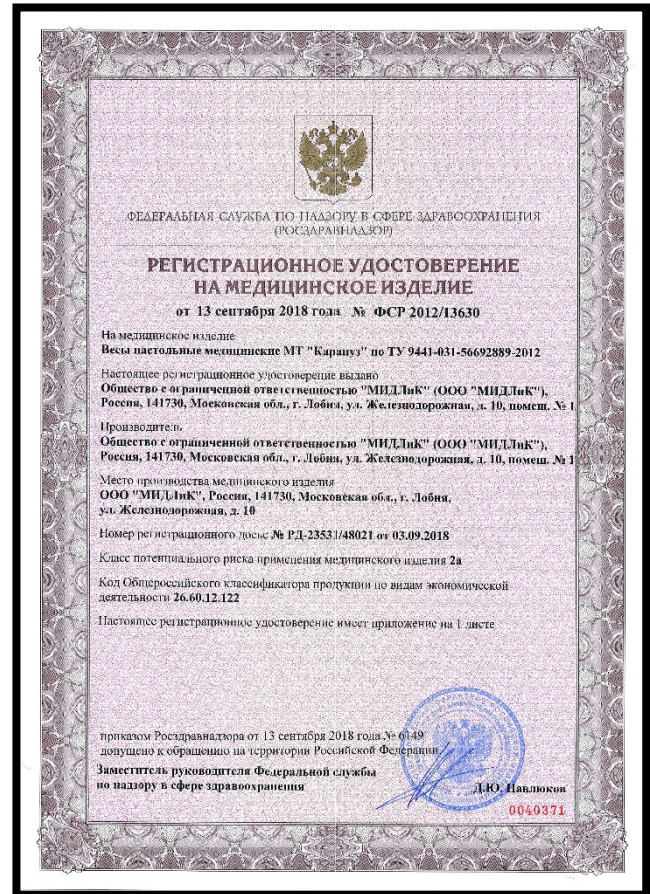 ФЕДЕРАЛЬНАЯ СЛУЖБА ПО НАДЗОРУ В СФЕРЕ ЗДРАВООХРАНЕНИЯ
(РОСЗДРАВНАДЗОР)
РЕГИСТРАЦИОННОЕ УДОСТОВЕРЕНИЕ
НА МЕДИЦИНСКОЕ ИЗДЕЛИЕ
от 13 сентября 2018 года № ФСР 2012/13630
На медицинское изделие
Весы настольные медицинские МТ "Карапуз" по ТУ 9441-031-56692889-2012
Настоящее регистрационное удостоверение выдано
Общество с ограниченной ответственностью "МИДЛиК" (ООО "МИДЛиК"),
Россия, 141730, Московская обл., г. Лобня, ул. Железнодорожная, д. 10, помещ. № 1
Производитель
Общество с ограниченной ответственностью "МИДЛиК" (ООО "МИДЛиК"),
Россия, 141730, Московская обл., г. Лобня, ул. Железнодорожная, д. 10, помещ. № 1
Место производства медицинского изделия
ООО "МИДЛиК", Россия, 141730, Московская обл., г. Лобня,
ул. Железнодорожная, д. 10
Номер регистрационного досье № РД-23531/48021 от 03.09.2018
Класс потенциального риска применения медицинского изделия 2а
Код Общероссийского классификатора продукции по видам экономической
деятельности 26.60.12.122
Настоящее регистрационное удостоверение имеет приложение на 1 листе
приказом Росздравнадзора от 13 сентября 2018 года № 6149
допущено к обращению на территории Российской Федерации.
Заместитель руководителя Федеральной службы
по надзору в сфере здравоохранения
Д.Ю. Павлюков
0040371